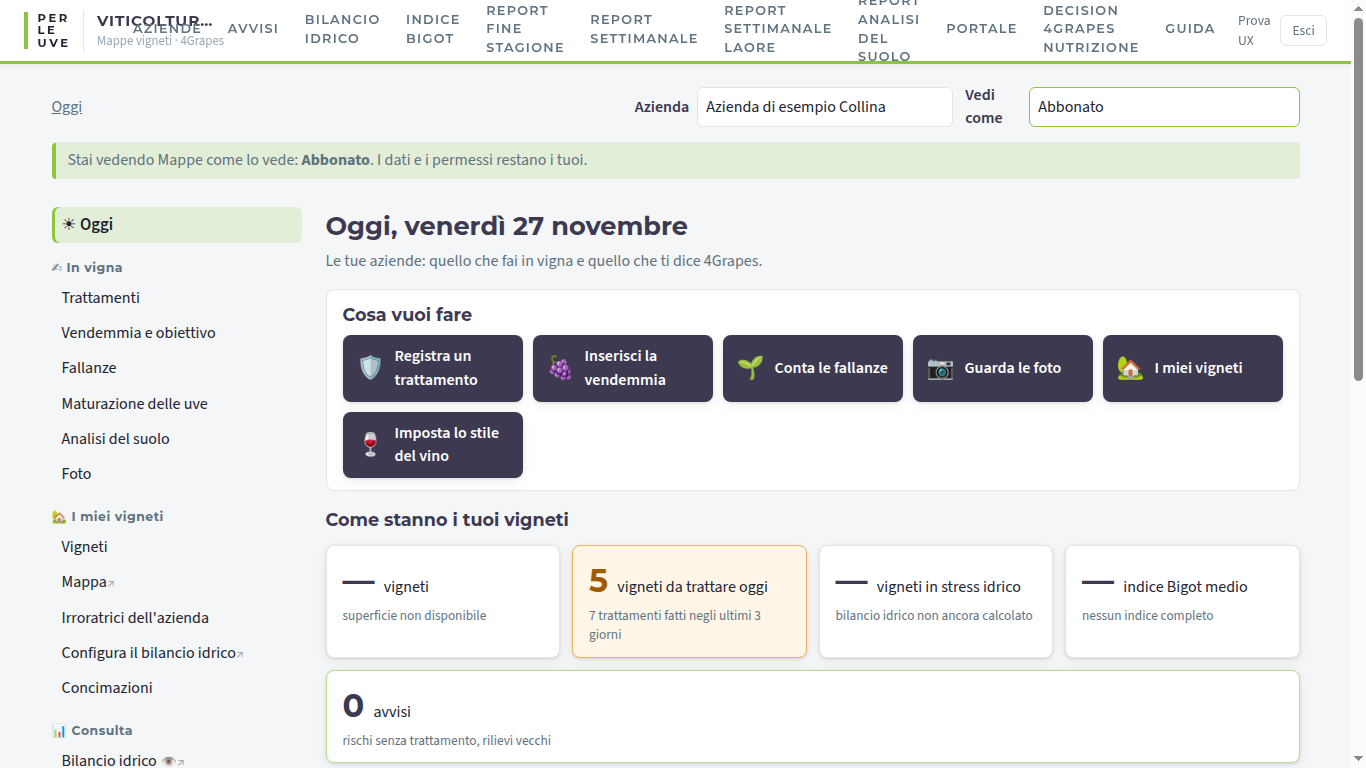 PER
LE
UVE
VITICOLTUR...
Mappe vigneti · 4Grapes
AZIENDE
AVVISI
BILANCIO
IDRICO
INDICE
BIGOT
REPORT
FINE
STAGIONE
REPORT
SETTIMANALE
REPORT
SETTIMANALE
LAORE
REPORT
ANALISI
DEL
SUOLO
PORTALE
DECISION
4GRAPES
NUTRIZIONE
GUIDA
Prova
UX
Esci
Oggi
Azienda
Azienda di esempio Collina
Vedi
come
Abbonato
Stai vedendo Mappe come lo vede: Abbonato. I dati e i permessi restano i tuoi.
Oggi
In vigna
Trattamenti
Vendemmia e obiettivo
Fallanze
Maturazione delle uve
Analisi del suolo
Foto
I miei vigneti
Vigneti
Mappa
Irroratrici dell'azienda
Configura il bilancio idrico
Concimazioni
Consulta
Bilancio idrico
Oggi, venerdì 27 novembre
Le tue aziende: quello che fai in vigna e quello che ti dice 4Grapes.
Cosa vuoi fare
Registra un
trattamento
Inserisci la
vendemmia
Conta le fallanze
Guarda le foto
I miei vigneti
Imposta lo stile
del vino
Come stanno i tuoi vigneti
— vigneti
superficie non disponibile
5 vigneti da trattare oggi
7 trattamenti fatti negli ultimi 3
giorni
— vigneti in stress idrico
bilancio idrico non ancora calcolato
— indice Bigot medio
nessun indice completo
0 avvisi
rischi senza trattamento, rilievi vecchi